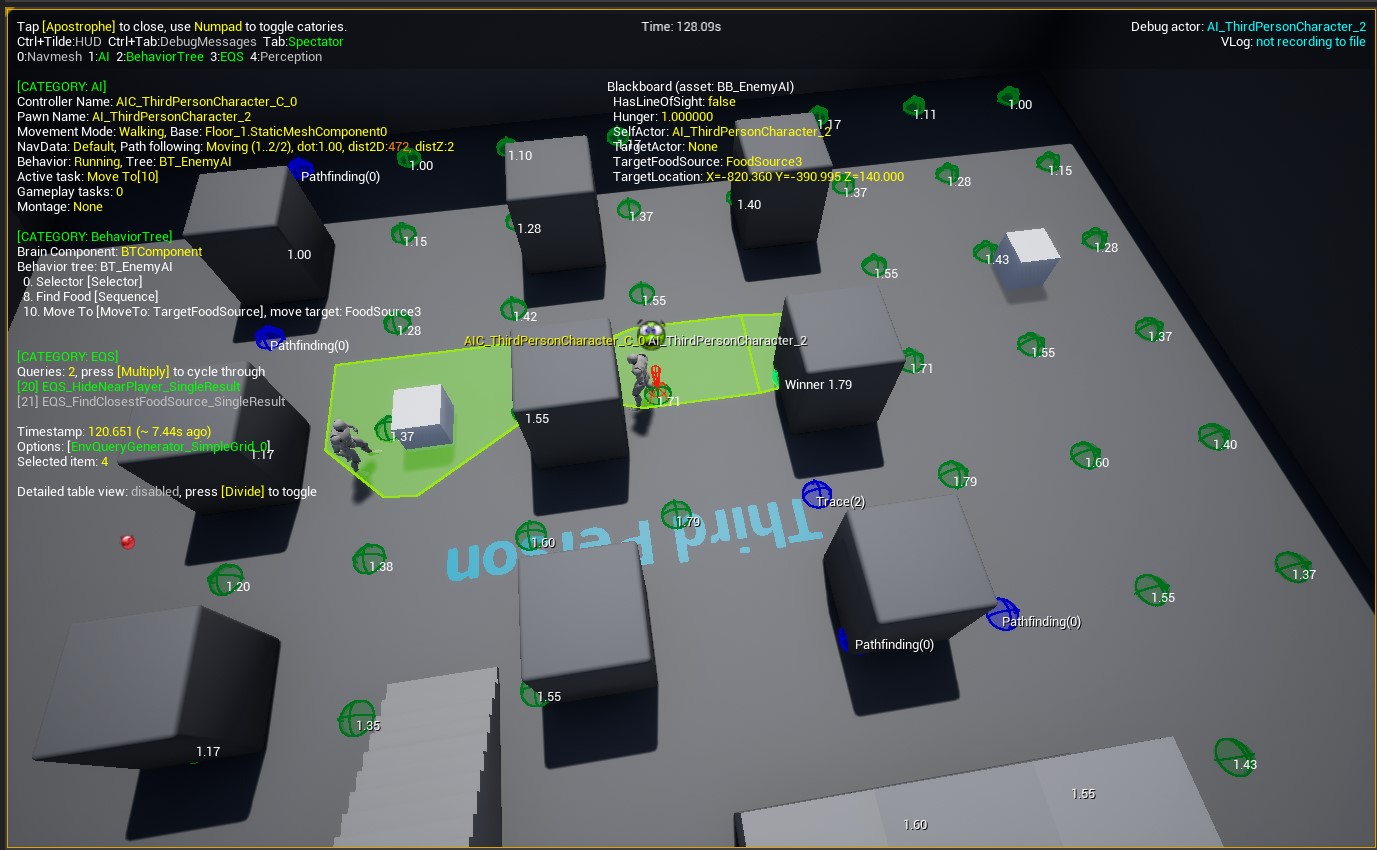 Tap [Apostrophe] to close, use Numpad to toggle catories.
Ctrl+Tilde:HUD Ctrl+Tab:DebugMessages Tab:Spectator
0:Navmesh 1:AI 2:BehaviorTree 3:EQS 4:Perception
Time: 128.09s
Debug actor: AI_ThirdPersonCharacter_2
VLog: not recording to file
[CATEGORY: AI]
Controller Name: AIC_ThirdPersonCharacter_C_0
Pawn Name: AI_ThirdPersonCharacter_2
Movement Mode: Walking, Base: Floor_1.StaticMeshComponent0
NavData: Default, Path following: Moving (1..2/2), dot:1.00, dist2D:472, distZ:2
Behavior: Running, Tree: BT_EnemyAI
Active task: Move To[10]
Gameplay tasks: 0
Montage: None
Blackboard (asset: BB_EnemyAI)
HasLineOfSight: false
Hunger: 1.000000
SelfActor: AI_ThirdPersonCharacter_2
TargetActor: None
TargetFoodSource: FoodSource3
TargetLocation: X=-820.360 Y=-390.995 Z=140.000
[CATEGORY: BehaviorTree]
Brain Component: BTComponent
Behavior tree: BT_EnemyAI
0. Selector [Selector]
8. Find Food [Sequence]
10. Move To [MoveTo: TargetFoodSource], move target: FoodSource3
[CATEGORY: EQS]
Queries: 2, press [Multiply] to cycle through
[20] EQS_HideNearPlayer_SingleResult
[21] EQS_FindClosestFoodSource_SingleResult
Timestamp: 120.651 (~ 7.44s ago)
Options: [EnvQueryGenerator_SimpleGrid_0]
Selected item: 4
Detailed table view: disabled, press [Divide] to toggle
1.00
1.11
1.17
1.17
1.10
1.00
Pathfinding(0)
1.15
1.28
1.37
1.40
1.37
1.28
1.15
1.00
1.28
1.43
1.55
1.55
1.42
1.28
Pathfinding(0)
AIC_ThirdPersonCharacter_C_0 AI_ThirdPersonCharacter_2
1.37
1.55
1.71
Winner 1.79
1.71
1.55
1.37
1.17
1.40
1.60
1.79
Trace(2)
1.79
1.60
Third Person
1.38
1.20
1.37
1.55
Pathfinding(0)
Pathfinding(0)
1.55
1.35
1.17
1.43
1.55
1.60